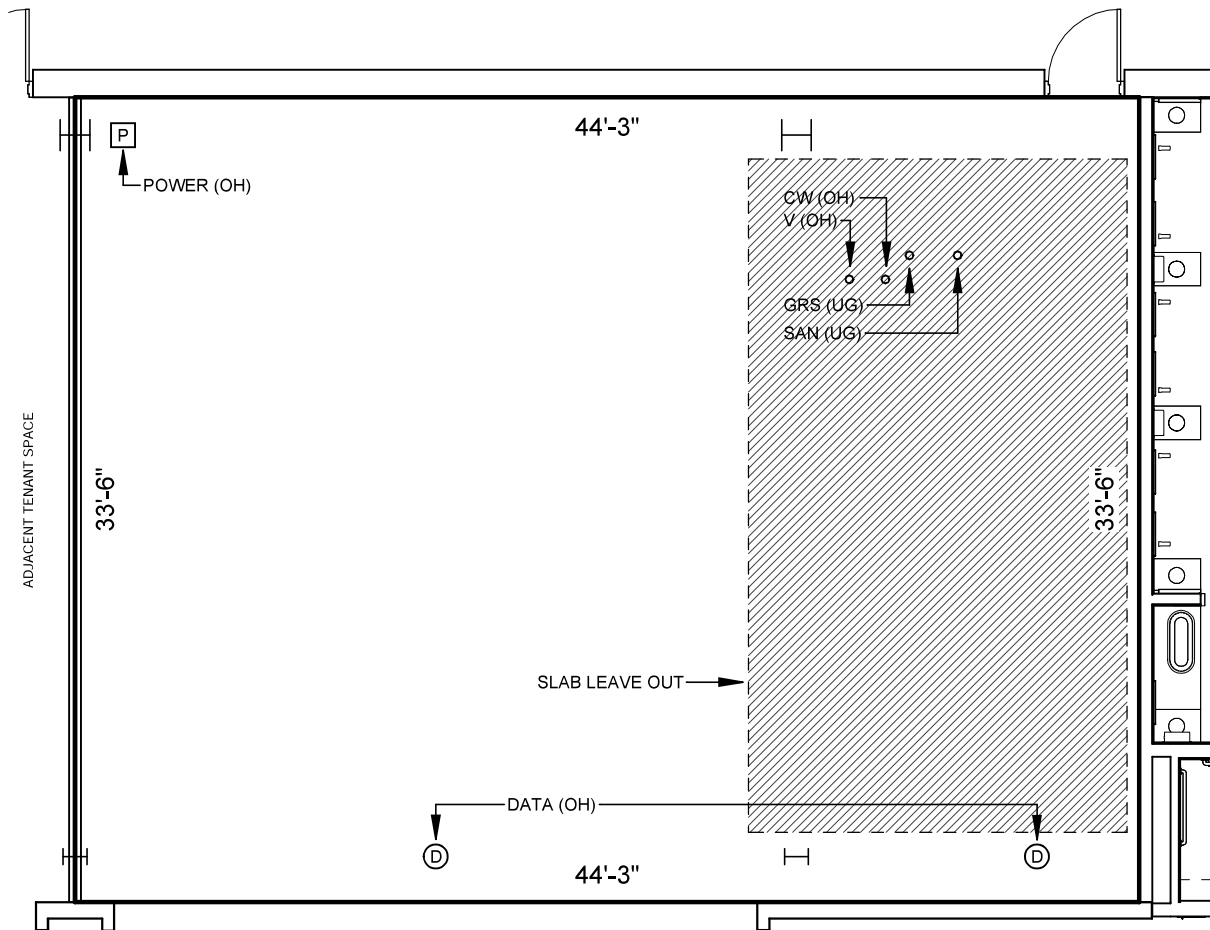 44'-3"
P
POWER (OH)
CW (OH)
V (OH)
GRS (UG)
SAN (UG)
ADJACENT TENANT SPACE
33'-6"
33'-6"
SLAB LEAVE OUT
DATA (OH)
D
D
44'-3"